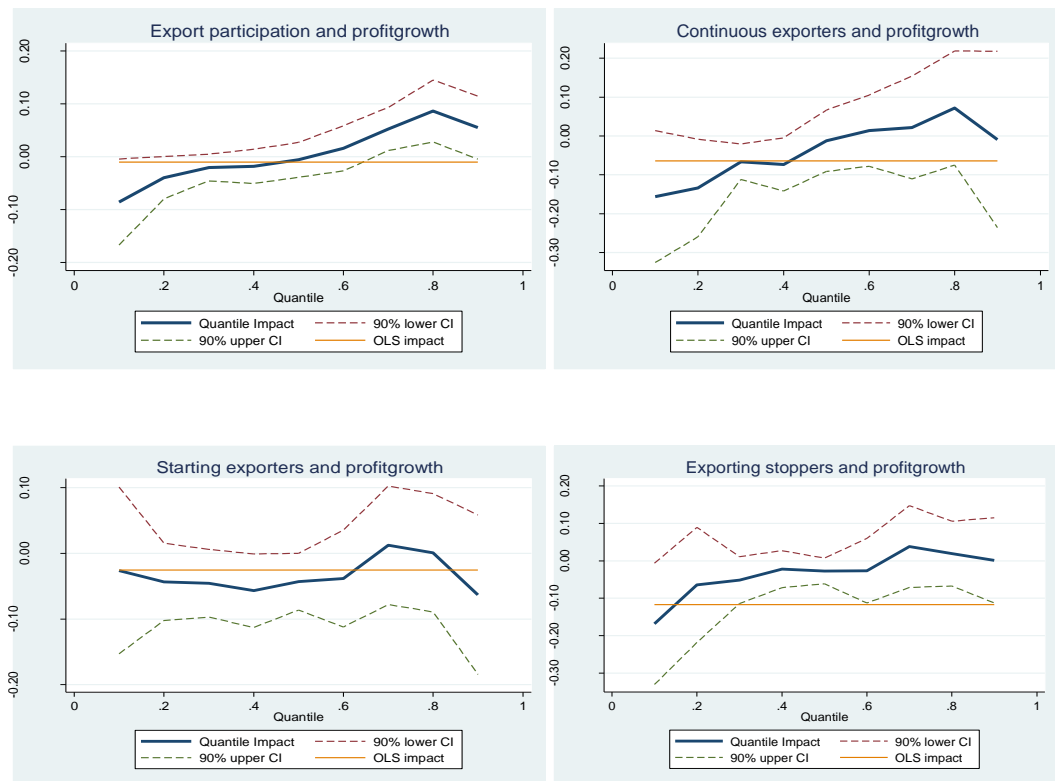 Export participation and profitgrowth
0.20
0.10
0.00
-0.10
-0.20
0 .2 .4 .6 .8 1
Quantile
Quantile Impact 90% lower CI
90% upper CI OLS impact
Continuous exporters and profitgrowth
0.20
0.10
0.00
-0.10
-0.20
-0.30
0 .2 .4 .6 .8 1
Quantile
Quantile Impact 90% lower CI
90% upper CI OLS impact
Starting exporters and profitgrowth
0.10
0.00
-0.10
-0.20
0 .2 .4 .6 .8 1
Quantile
Quantile Impact 90% lower CI
90% upper CI OLS impact
Exporting stoppers and profitgrowth
0.20
0.10
0.00
-0.10
-0.20
-0.30
0 .2 .4 .6 .8 1
Quantile
Quantile Impact 90% lower CI
90% upper CI OLS impact